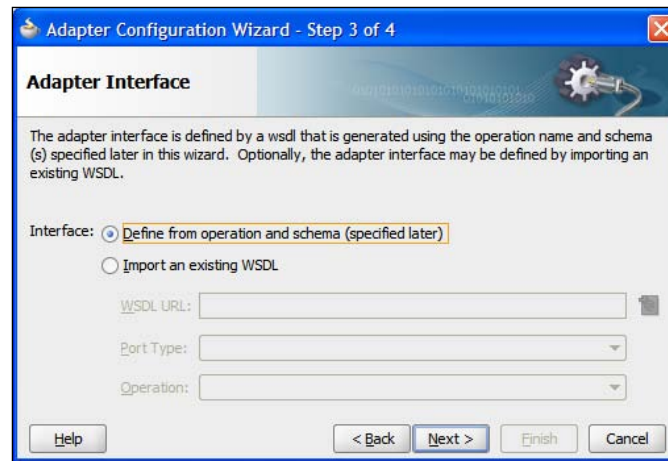 Adapter Configuration Wizard - Step 3 of 4
Adapter Interface
The adapter interface is defined by a wsdl that is generated using the operation name and schema
(s) specified later in this wizard. Optionally, the adapter interface may be defined by importing an
existing WSDL.
Interface: Define from operation and schema (specified later)
Import an existing WSDL
WSDL URL:
Port Type:
Operation:
Help < Back Next > Finish Cancel